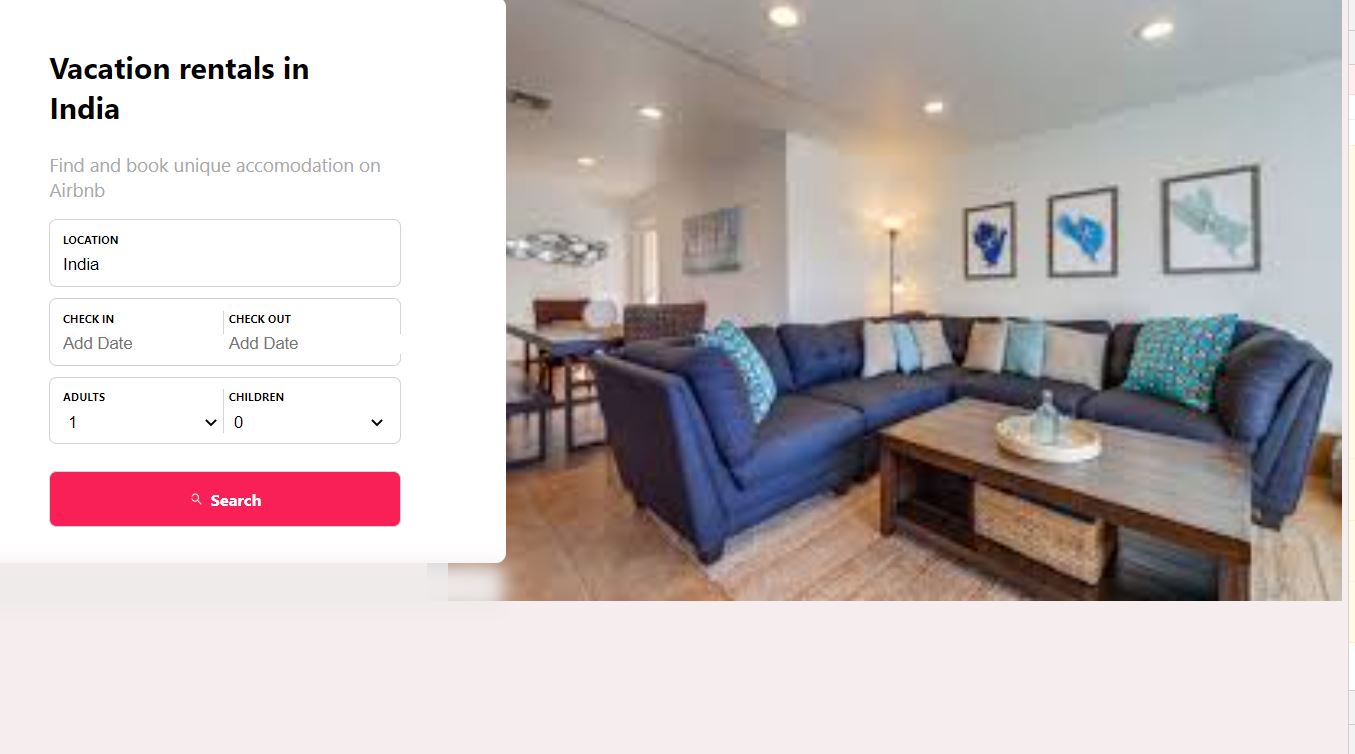 Vacation rentals in
India
Find and book unique accomodation on
Airbnb
LOCATION
India
CHECK IN CHECK OUT
Add Date Add Date
ADULTS CHILDREN
1 0
Search